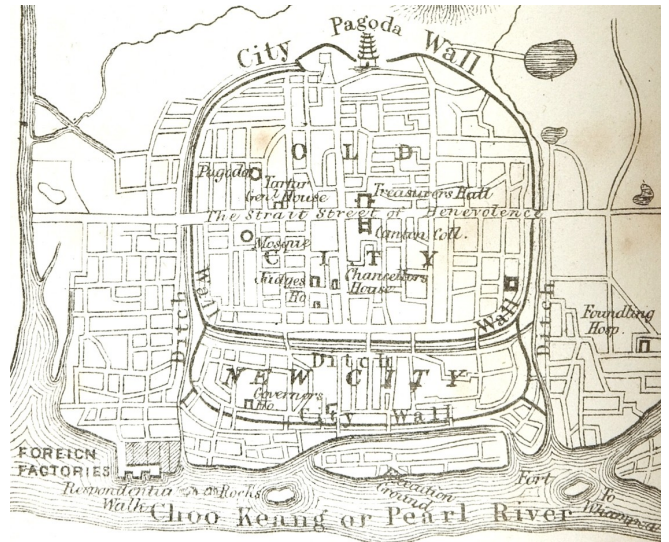 Pagoda
City Wall
OLD
Pagoda
Tartar
Genl. House
Treasurers Hall
The Strait Street of Benevolence
Mosque
Canton Coll.
CITY
Judges
Ho.
Chancellors
House
Wall
Wall
Ditch
Ditch
Foundling
Hosp.
Ditch
NEW CITY
Governors
Ho.
City Wall
FOREIGN
FACTORIES
Respondentia
Walk
Rocks
Ground
Fort
To
Whampoa
Choo Keang or Pearl River